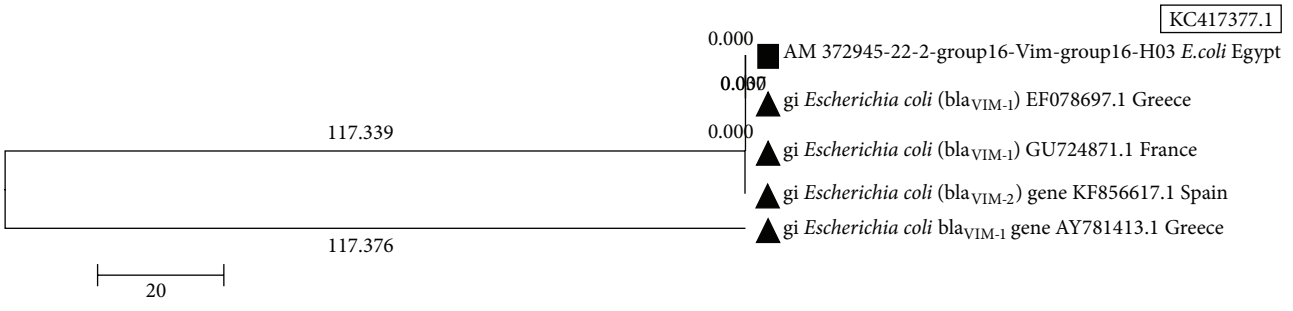 KC417377.1
0.000
AM 372945-22-2-group16-Vim-group16-H03 E.coli Egypt
gi Escherichia coli (blaVIM-1) EF078697.1 Greece
117.339
0.000
gi Escherichia coli (blaVIM-1) GU724871.1 France
gi Escherichia coli (blaVIM-2) gene KF856617.1 Spain
gi Escherichia coli blaVIM-1 gene AY781413.1 Greece
117.376
20